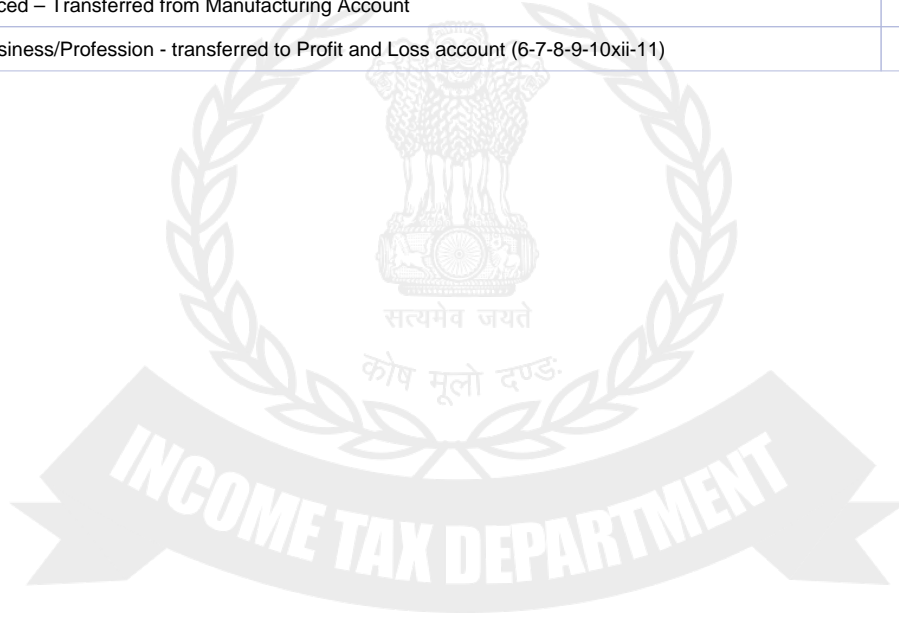 ced – Transferred from Manufacturing Account
siness/Profession - transferred to Profit and Loss account (6-7-8-9-10xii-11)
सत्यमेव जयते
कोष मूलो दण्डः
INCOME TAX DEPARTMENT